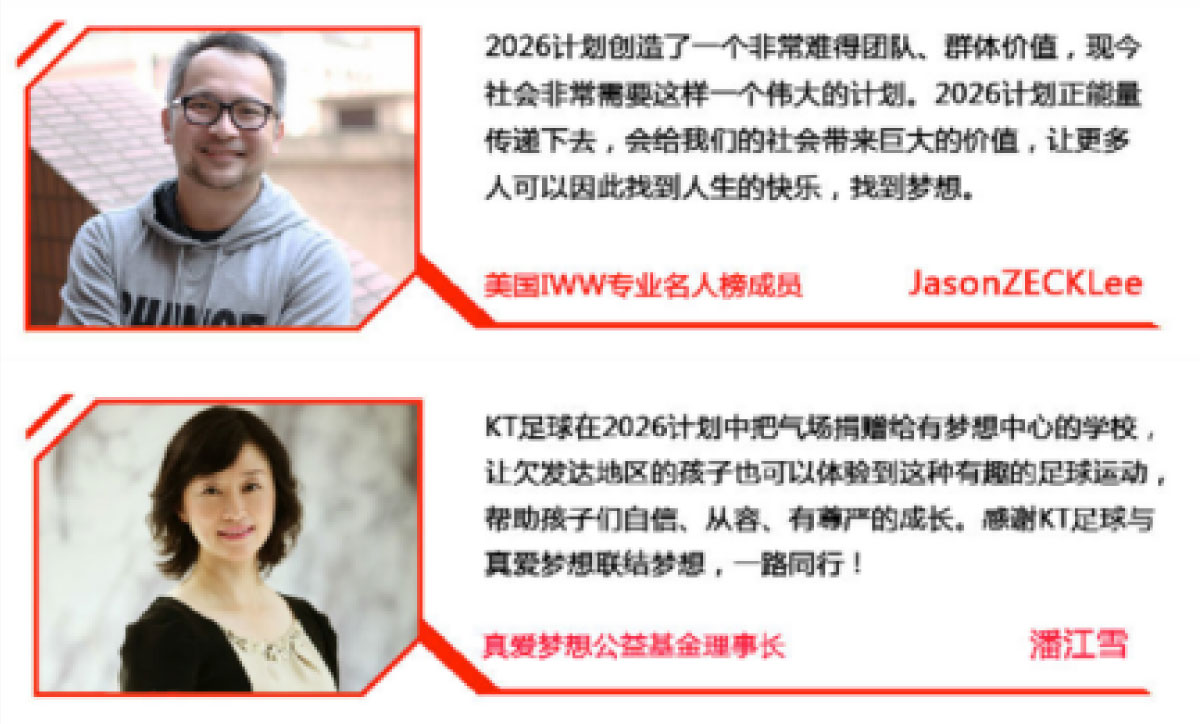 2026计划创造了一个非常难得团队、群体价值，现今
社会非常需要这样一个伟大的计划。2026计划正能量
传递下去，会给我们的社会带来巨大的价值，让更多
人可以因此找到人生的快乐，找到梦想。
美国IWW专业名人榜成员 JasonZECKLee
KT足球在2026计划中把气场捐赠给有梦想中心的学校，
让欠发达地区的孩子也可以体验到这种有趣的足球运动，
帮助孩子们自信、从容、有尊严的成长。感谢KT足球与
真爱梦想联结梦想，一路同行！
真爱梦想公益基金理事长 潘江雪